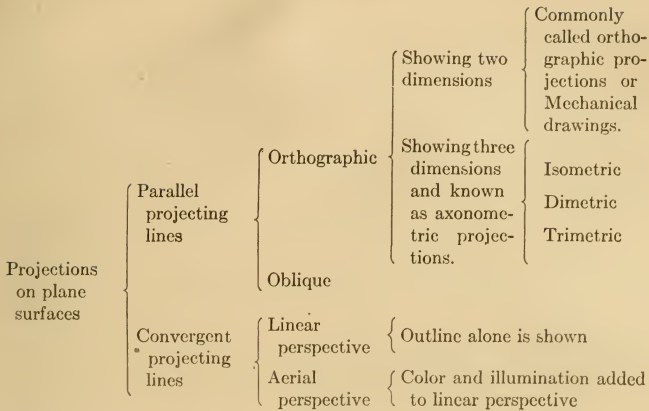 Projections
on plane
surfaces
Parallel
projecting
lines
Orthographic
Showing two
dimensions
Commonly
called ortho-
graphic pro-
jections or
Mechanical
drawings.
Showing three
dimensions
and known
as axonome-
tric projec-
tions.
Isometric
Dimetric
Trimetric
Oblique
Convergent
projecting
lines
Linear
perspective
Outline alone is shown
Aerial
perspective
Color and illumination added
to linear perspective